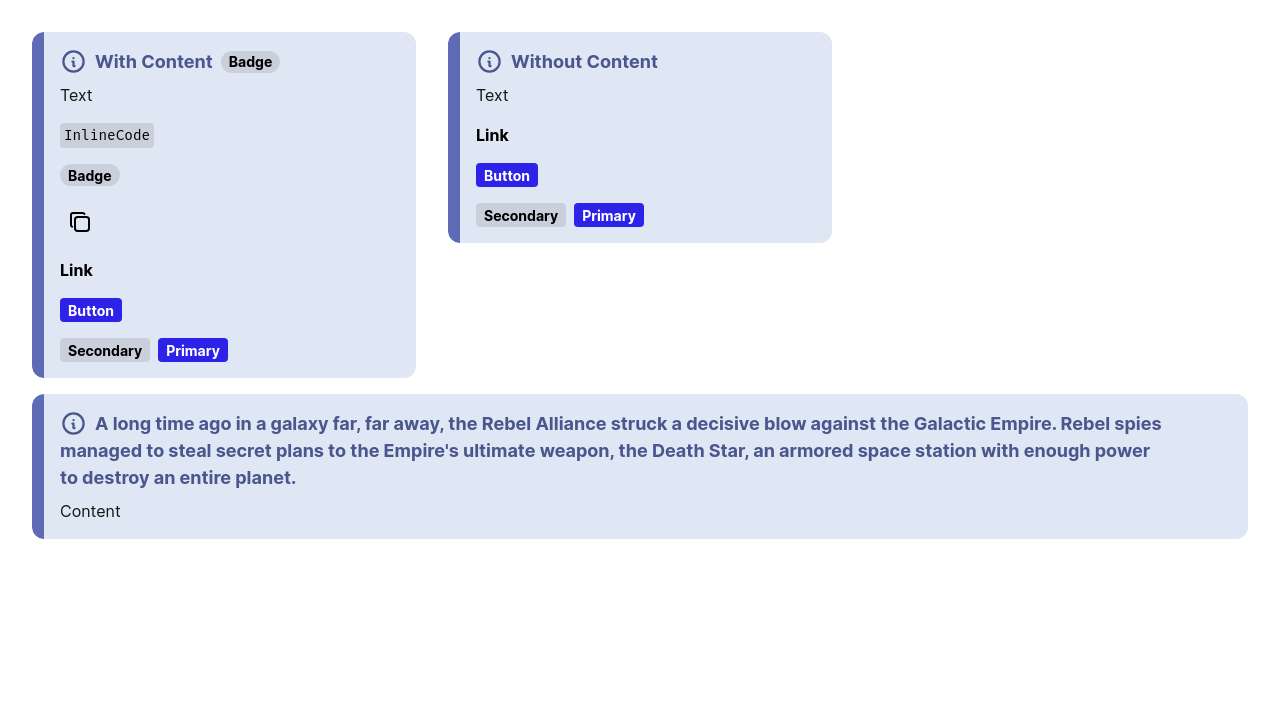 With Content Badge
Text
InlineCode
Badge
Link
Button
Secondary Primary
Without Content
Text
Link
Button
Secondary Primary
A long time ago in a galaxy far, far away, the Rebel Alliance struck a decisive blow against the Galactic Empire. Rebel spies
managed to steal secret plans to the Empire's ultimate weapon, the Death Star, an armored space station with enough power
to destroy an entire planet.
Content